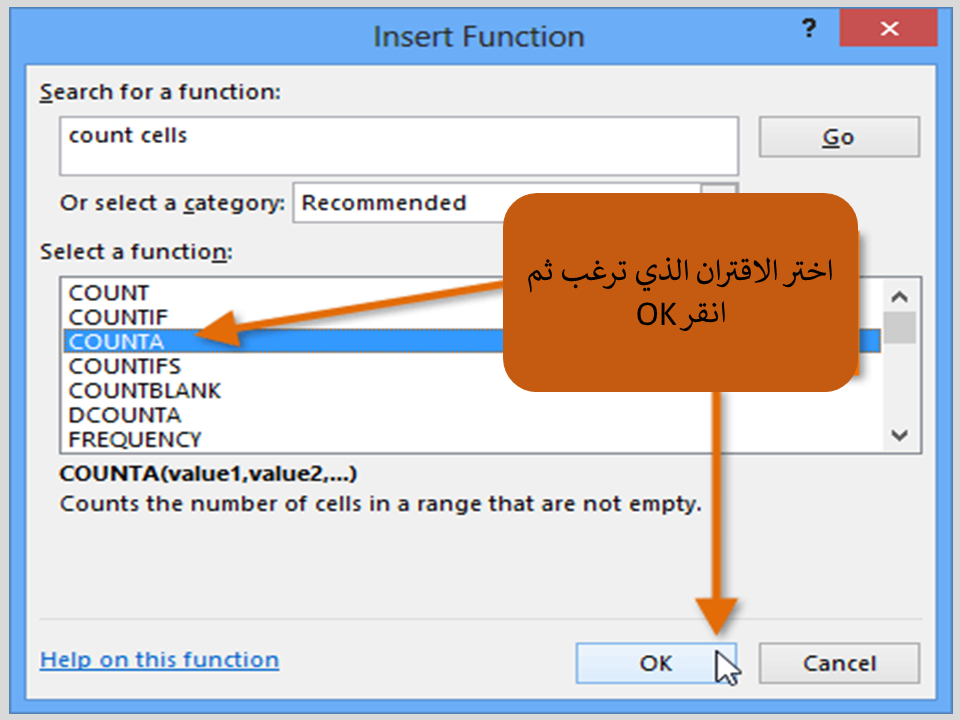 Insert Function
?
Search for a function:
count cells
Go
Or select a category: Recommended
Select a function:
COUNT
COUNTIF
COUNTA
COUNTIFS
COUNTBLANK
DCOUNTA
FREQUENCY
اختر الاقتران الذي ترغب ثم
انقر OK
COUNTA(value1,value2,...)
Counts the number of cells in a range that are not empty.
Help on this function
OK
Cancel